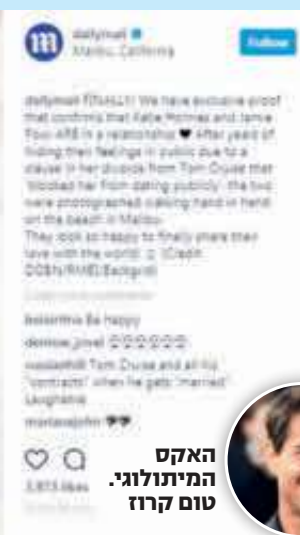 dailymail
Malibu, California
Follow
dailymail FINALLY! We have exclusive proof
that confirms that Katie Holmes and Jamie
Foxx ARE in a relationship 🖤 After years of
hiding their feelings in public due to a
clause in her divorce from Tom Cruise that
'blocked her from dating publicly' the two
were photographed walking hand in hand
on the beach in Malibu.
They look so happy to finally share their
love with the world
Be happy
Tom Cruise and all his
"contracts" when he gets "married".
Laughable
likes
האקס
המיתולוגי.
טום קרוז